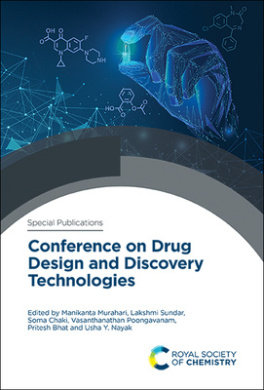 Special Publications
Conference on Drug
Design and Discovery
Technologies
Edited by Manikanta Murahari, Lakshmi Sundar,
Soma Chaki, Vasanthanathan Poongavanam,
Pritesh Bhat and Usha Y. Nayak
ROYAL SOCIETY
OF CHEMISTRY